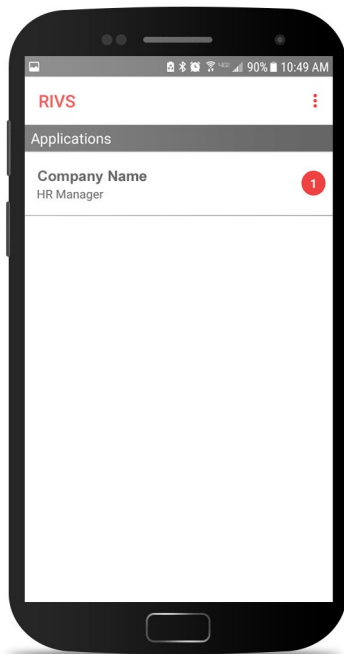 90% 10:49 AM
RIVS
Applications
Company Name
HR Manager
1